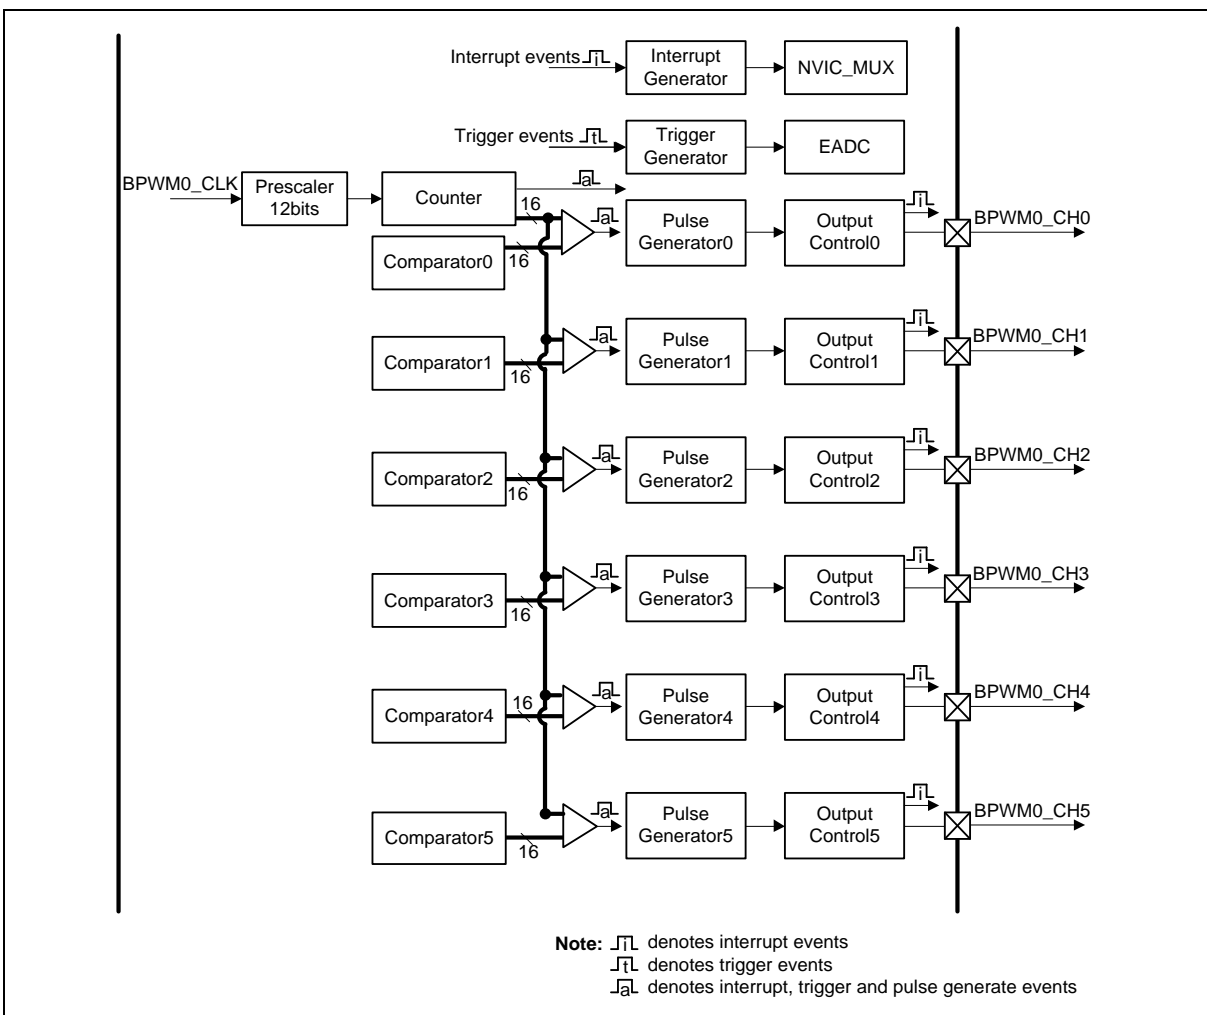 Interrupt events i
Interrupt
Generator
NVIC_MUX
Trigger events t
Trigger
Generator
EADC
BPWM0_CLK
Prescaler
12bits
Counter
a
16
Comparator0
16
a
Pulse
Generator0
Output
Control0
i
BPWM0_CH0
Comparator1
16
a
Pulse
Generator1
Output
Control1
i
BPWM0_CH1
Comparator2
16
a
Pulse
Generator2
Output
Control2
i
BPWM0_CH2
Comparator3
16
a
Pulse
Generator3
Output
Control3
i
BPWM0_CH3
Comparator4
16
a
Pulse
Generator4
Output
Control4
i
BPWM0_CH4
Comparator5
16
a
Pulse
Generator5
Output
Control5
i
BPWM0_CH5
Note: i denotes interrupt events
t denotes trigger events
a denotes interrupt, trigger and pulse generate events